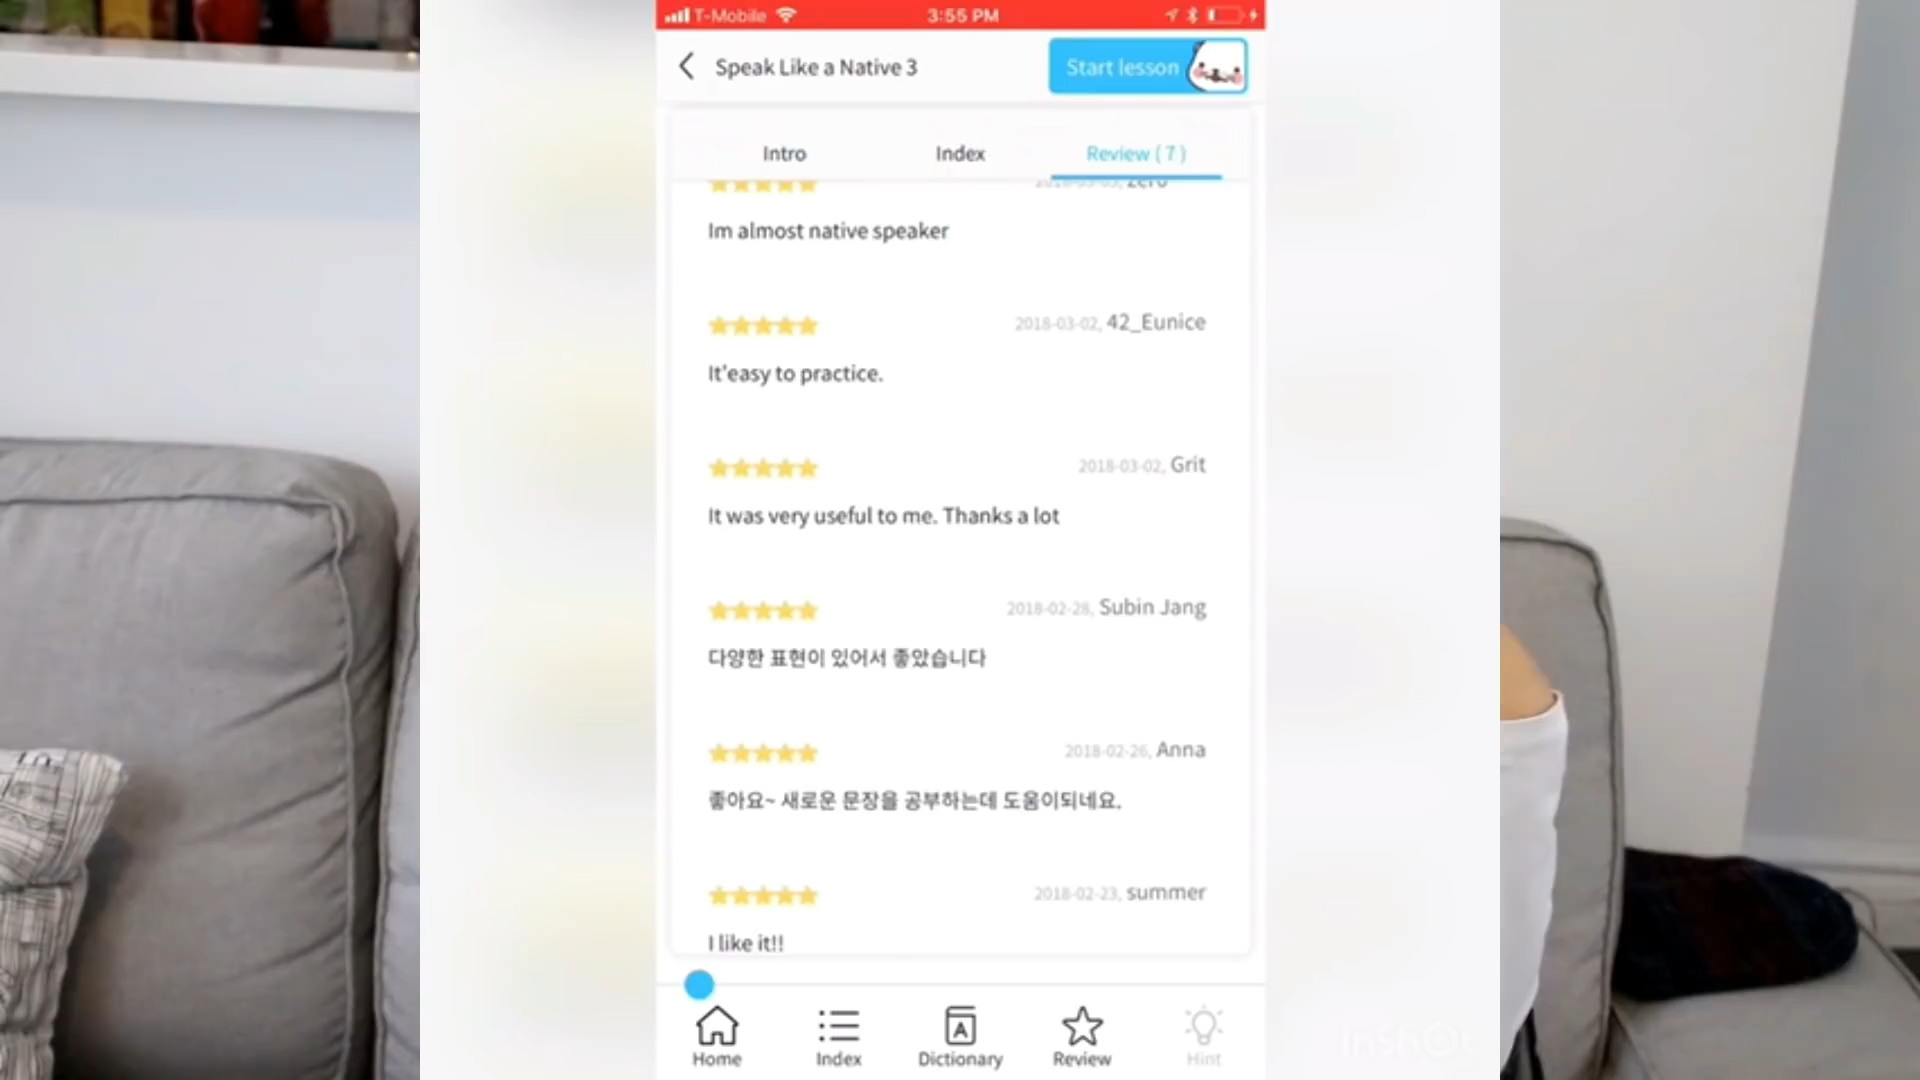 T-Mobile
3:55 PM
Speak Like a Native 3
Start lesson
Intro
Index
Review ( 7 )
zero
Im almost native speaker
2018-03-02, 42_Eunice
It'easy to practice.
2018-03-02, Grit
It was very useful to me. Thanks a lot
2018-02-28, Subin Jang
다양한 표현이 있어서 좋았습니다
2018-02-26, Anna
좋아요~ 새로운 문장을 공부하는데 도움이되네요.
2018-02-23, summer
I like it!!
A
Home
Index
Dictionary
Review
Hint